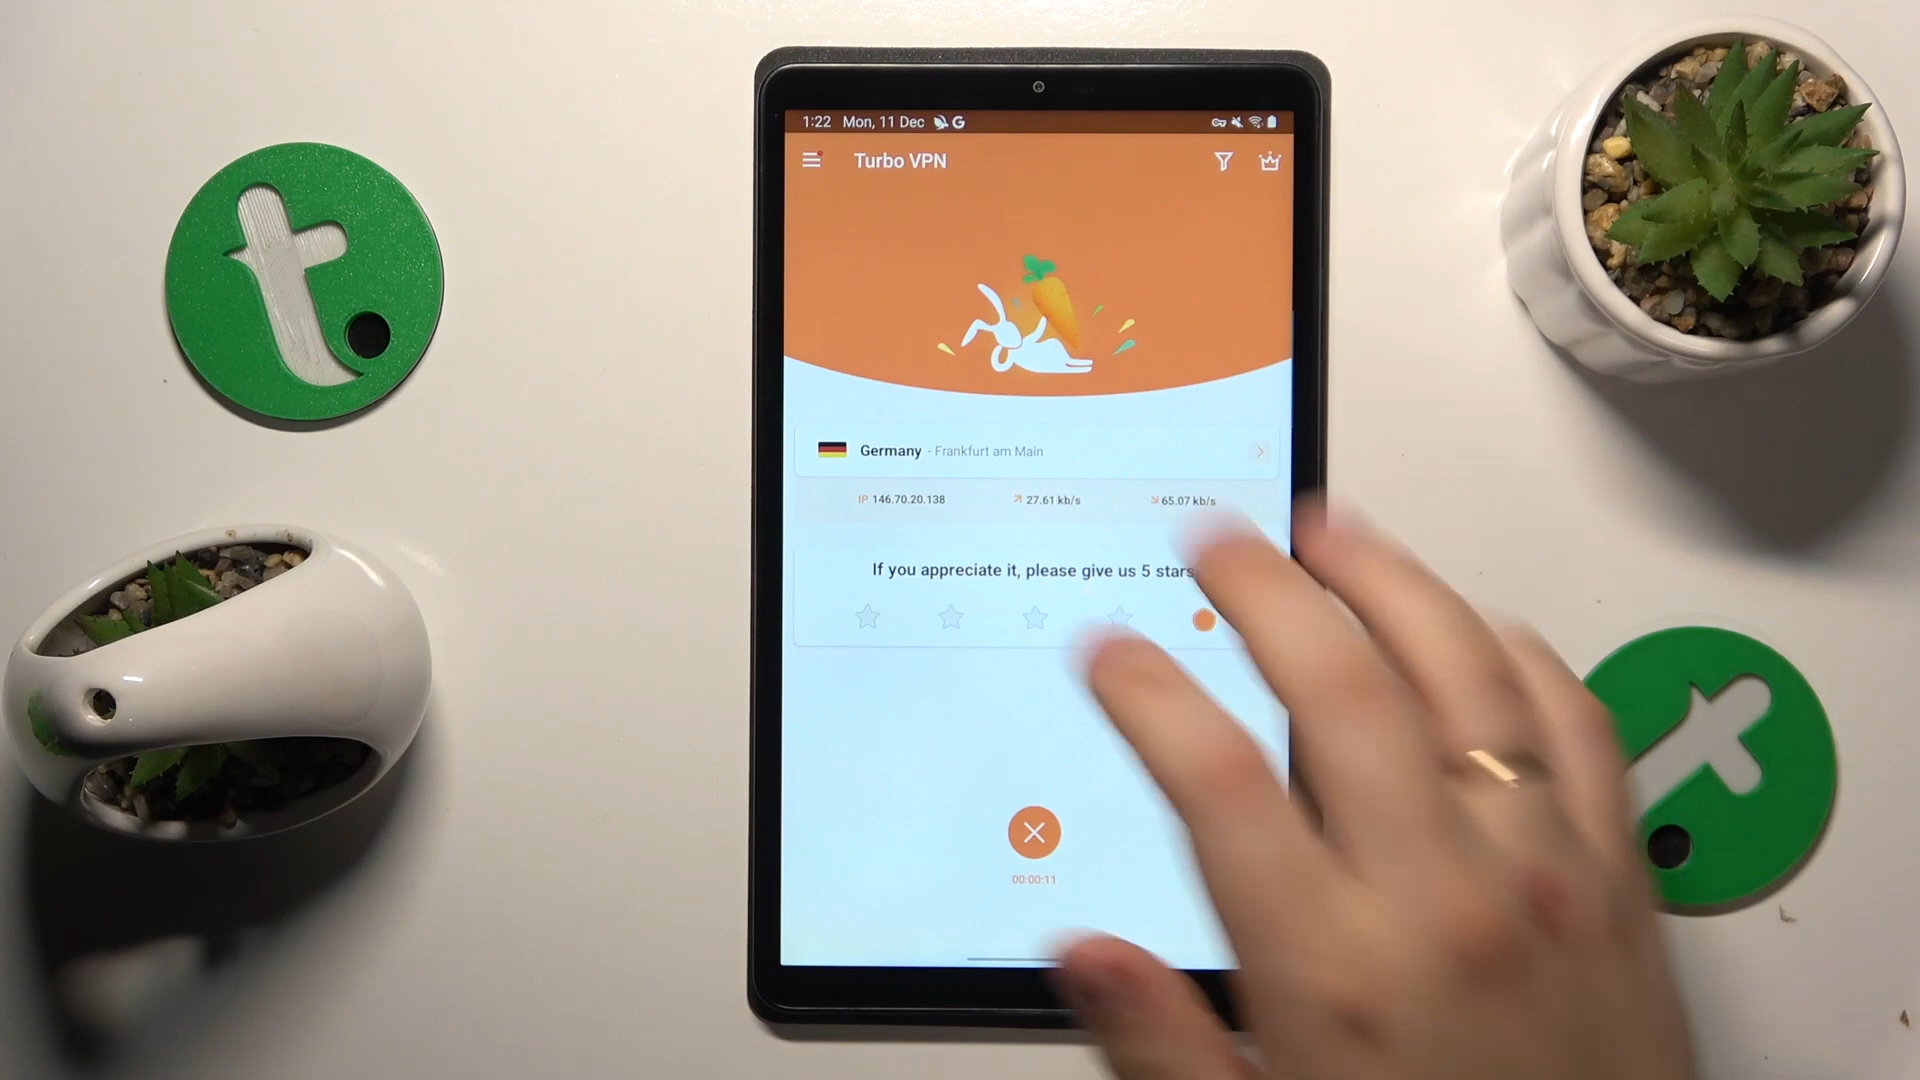 1:22 Mon, 11 Dec G
Turbo VPN
Germany - Frankfurt am Main
IP 146.70.20.138 27.61 kb/s 65.07 kb/s
If you appreciate it, please give us 5 stars
00:00:11
t
t